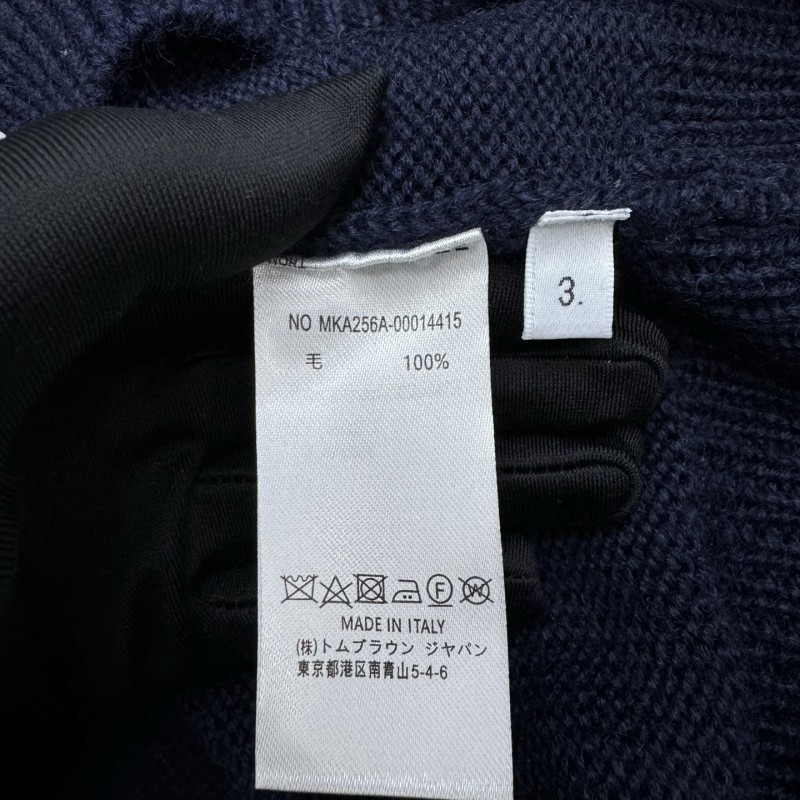 3.
NO MKA256A-00014415
毛 100%
F
W
MADE IN ITALY
(株)トムブラウン ジャパン
東京都港区南青山5-4-6